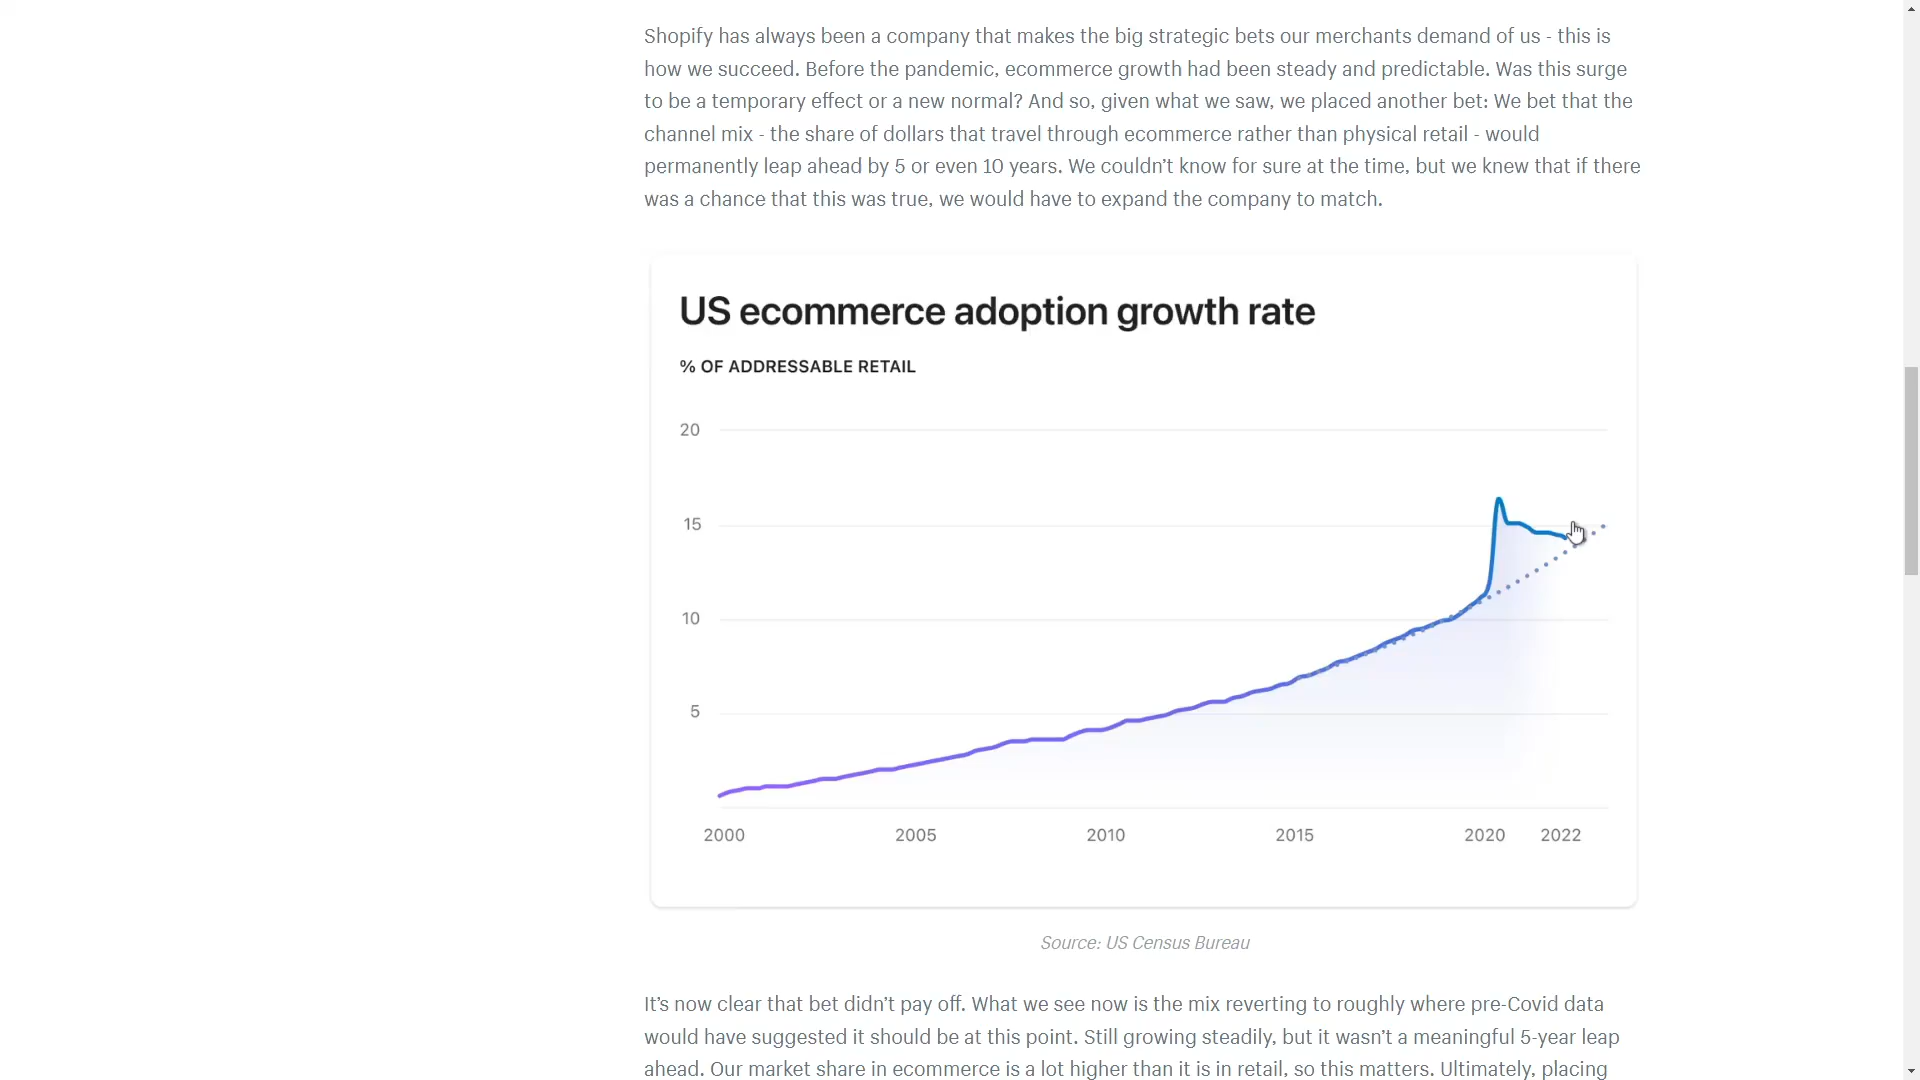 Shopify has always been a company that makes the big strategic bets our merchants demand of us - this is
how we succeed. Before the pandemic, ecommerce growth had been steady and predictable. Was this surge
to be a temporary effect or a new normal? And so, given what we saw, we placed another bet: We bet that the
channel mix - the share of dollars that travel through ecommerce rather than physical retail - would
permanently leap ahead by 5 or even 10 years. We couldn’t know for sure at the time, but we knew that if there
was a chance that this was true, we would have to expand the company to match.
US ecommerce adoption growth rate
% OF ADDRESSABLE RETAIL
20
15
10
5
2000 2005 2010 2015 2020 2022
Source: US Census Bureau
It’s now clear that bet didn’t pay off. What we see now is the mix reverting to roughly where pre-Covid data
would have suggested it should be at this point. Still growing steadily, but it wasn’t a meaningful 5-year leap
ahead. Our market share in ecommerce is a lot higher than it is in retail, so this matters. Ultimately, placing